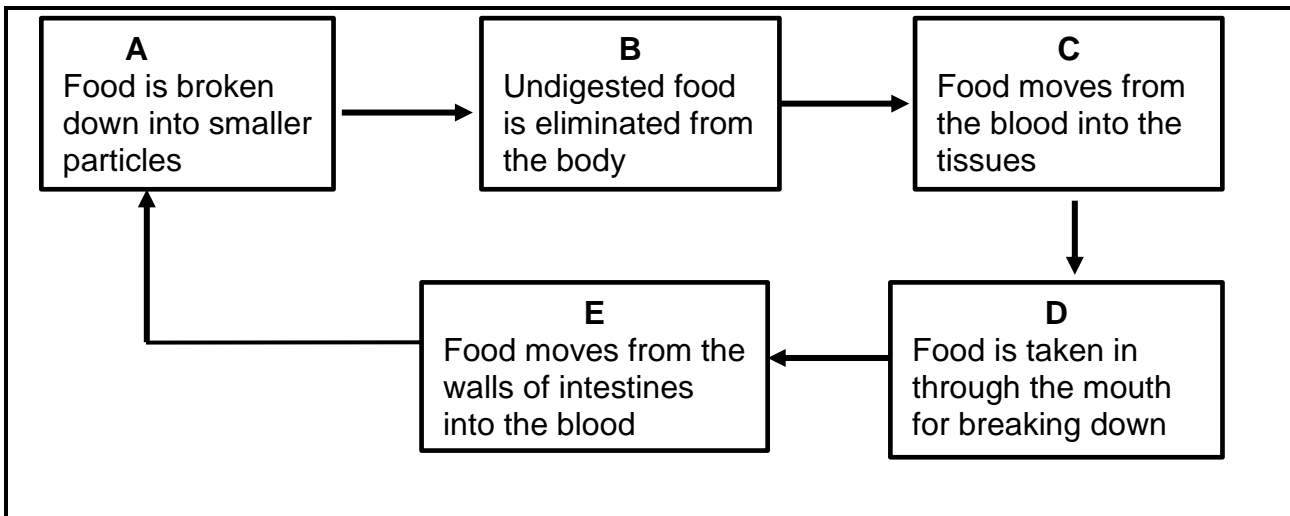 A
Food is broken
down into smaller
particles
B
Undigested food
is eliminated from
the body
C
Food moves from
the blood into the
tissues
E
Food moves from the
walls of intestines
into the blood
D
Food is taken in
through the mouth
for breaking down